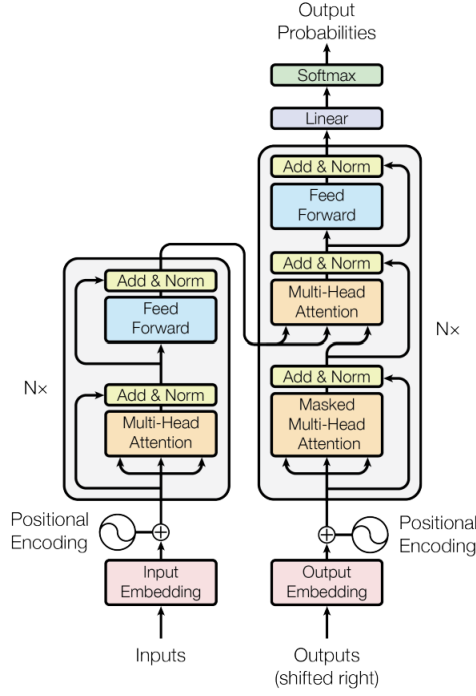 Output
Probabilities
Softmax
Linear
Add & Norm
Feed
Forward
Add & Norm
Multi-Head
Attention
Add & Norm
Masked
Multi-Head
Attention
N×
Add & Norm
Feed
Forward
N×
Add & Norm
Multi-Head
Attention
Positional
Encoding
Positional
Encoding
Input
Embedding
Output
Embedding
Inputs
Outputs
(shifted right)